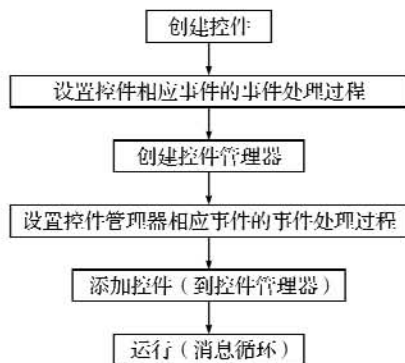 创建控件
设置控件相应事件的事件处理过程
创建控件管理器
设置控件管理器相应事件的事件处理过程
添加控件（到控件管理器）
运行（消息循环）